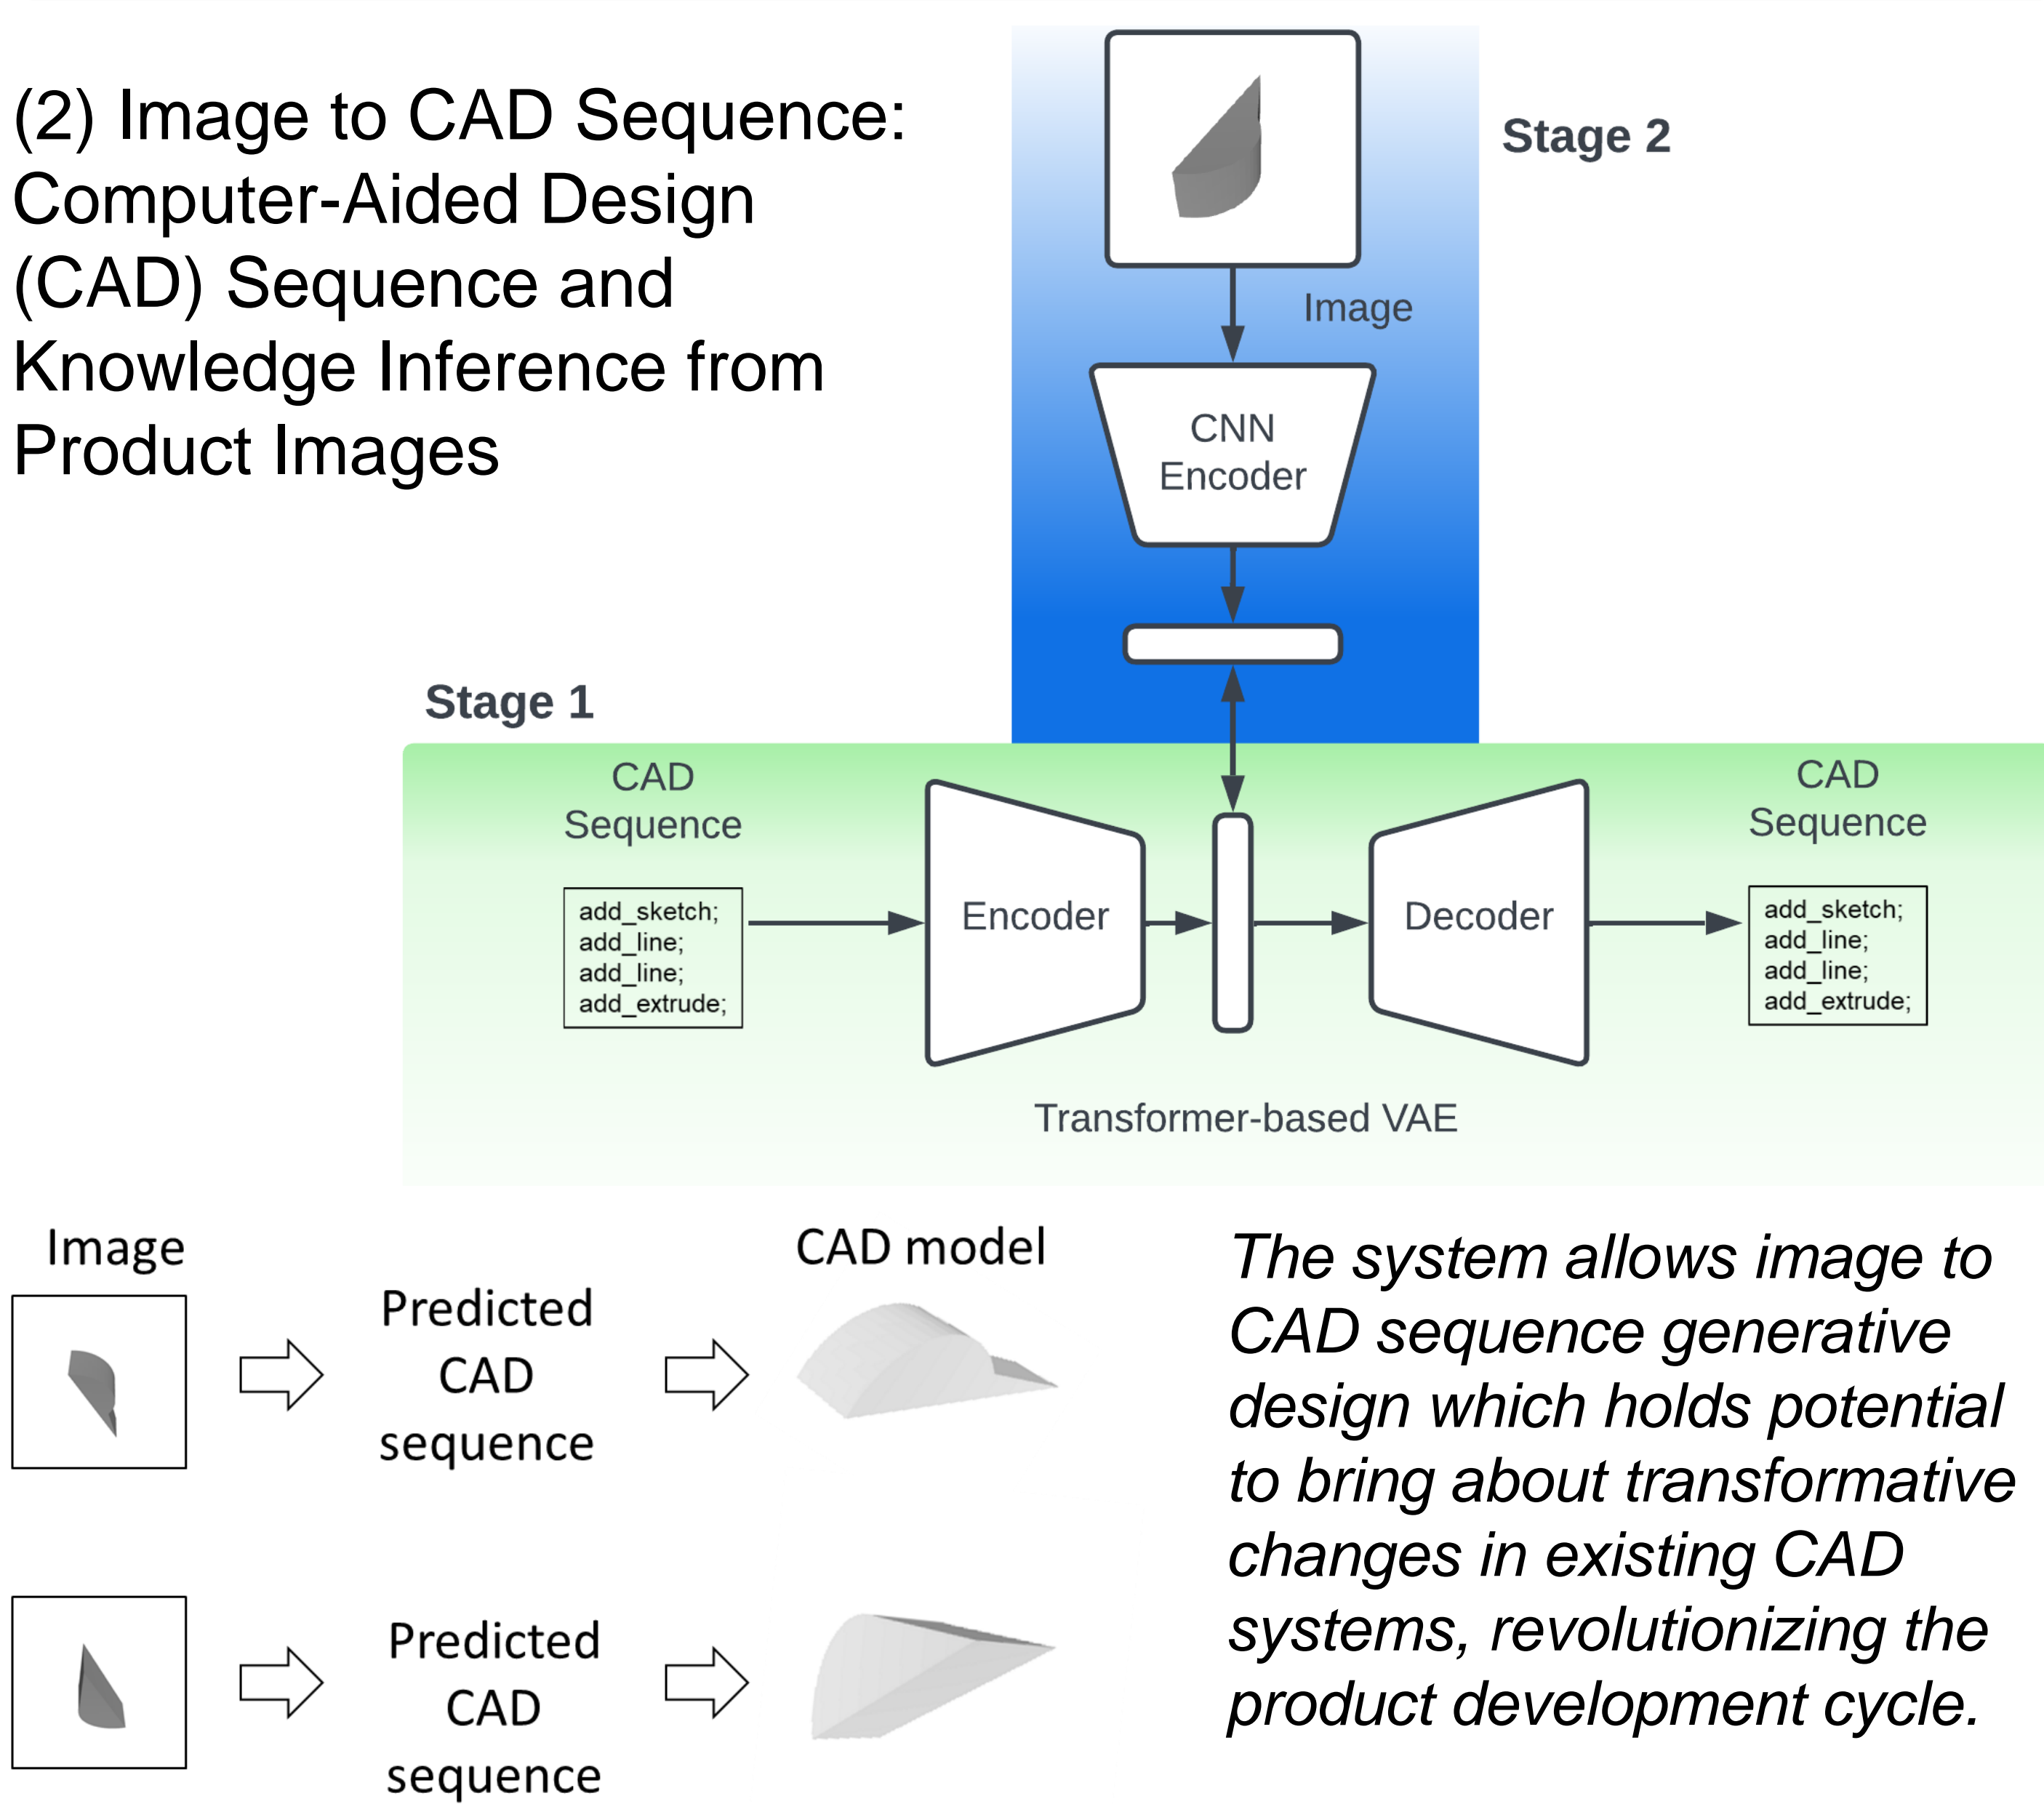 (2) Image to CAD Sequence:
Computer-Aided Design
(CAD) Sequence and
Knowledge Inference from
Product Images
Stage 2
Image
CNN
Encoder
Stage 1
CAD
Sequence
add_sketch;
add_line;
add_line;
add_extrude;
Encoder
Decoder
CAD
Sequence
add_sketch;
add_line;
add_line;
add_extrude;
Transformer-based VAE
Image
Predicted
CAD
sequence
CAD model
Predicted
CAD
sequence
The system allows image to
CAD sequence generative
design which holds potential
to bring about transformative
changes in existing CAD
systems, revolutionizing the
product development cycle.